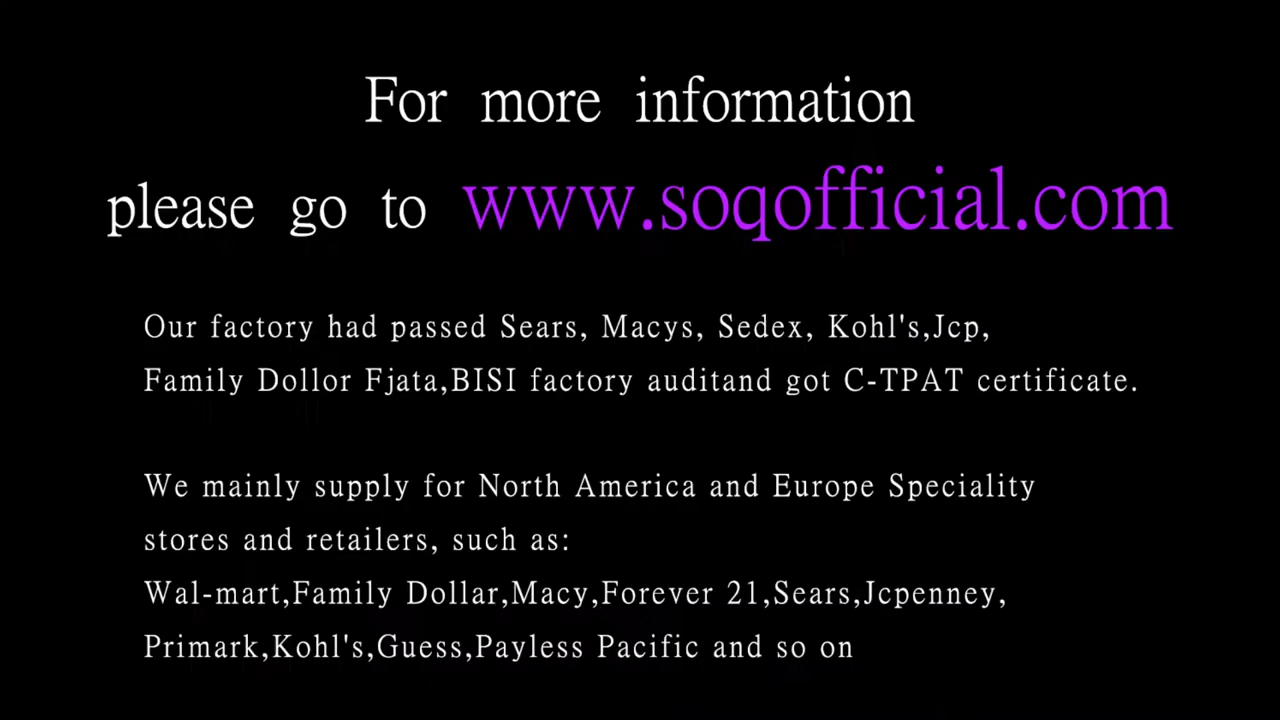 For more information
please go to www.soqofficial.com
Our factory had passed Sears, Macys, Sedex, Kohl's,Jcp,
Family Dollor Fjata,BISI factory auditand got C-TPAT certificate.
We mainly supply for North America and Europe Speciality
stores and retailers, such as:
Wal-mart,Family Dollar,Macy,Forever 21,Sears,Jcpenney,
Primark,Kohl's,Guess,Payless Pacific and so on